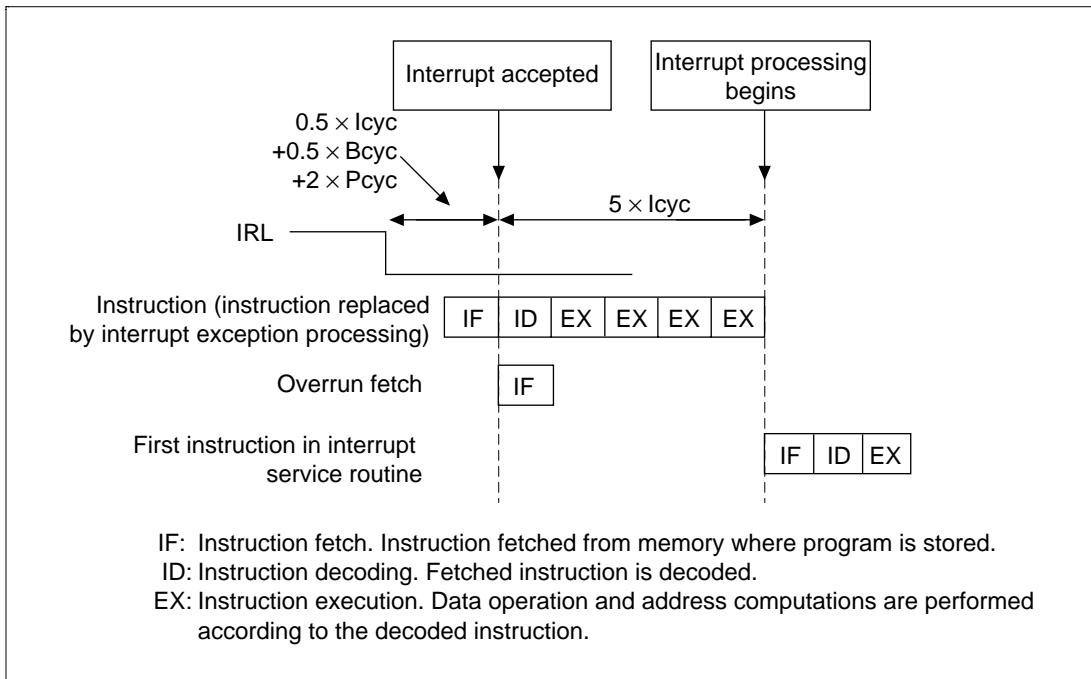 Interrupt accepted
Interrupt processing
begins
0.5 × Icyc
+0.5 × Bcyc
+2 × Pcyc
5 × Icyc
IRL
Instruction (instruction replaced
by interrupt exception processing)
IF ID EX EX EX EX
Overrun fetch
IF
First instruction in interrupt
service routine
IF ID EX
IF: Instruction fetch. Instruction fetched from memory where program is stored.
ID: Instruction decoding. Fetched instruction is decoded.
EX: Instruction execution. Data operation and address computations are performed
according to the decoded instruction.